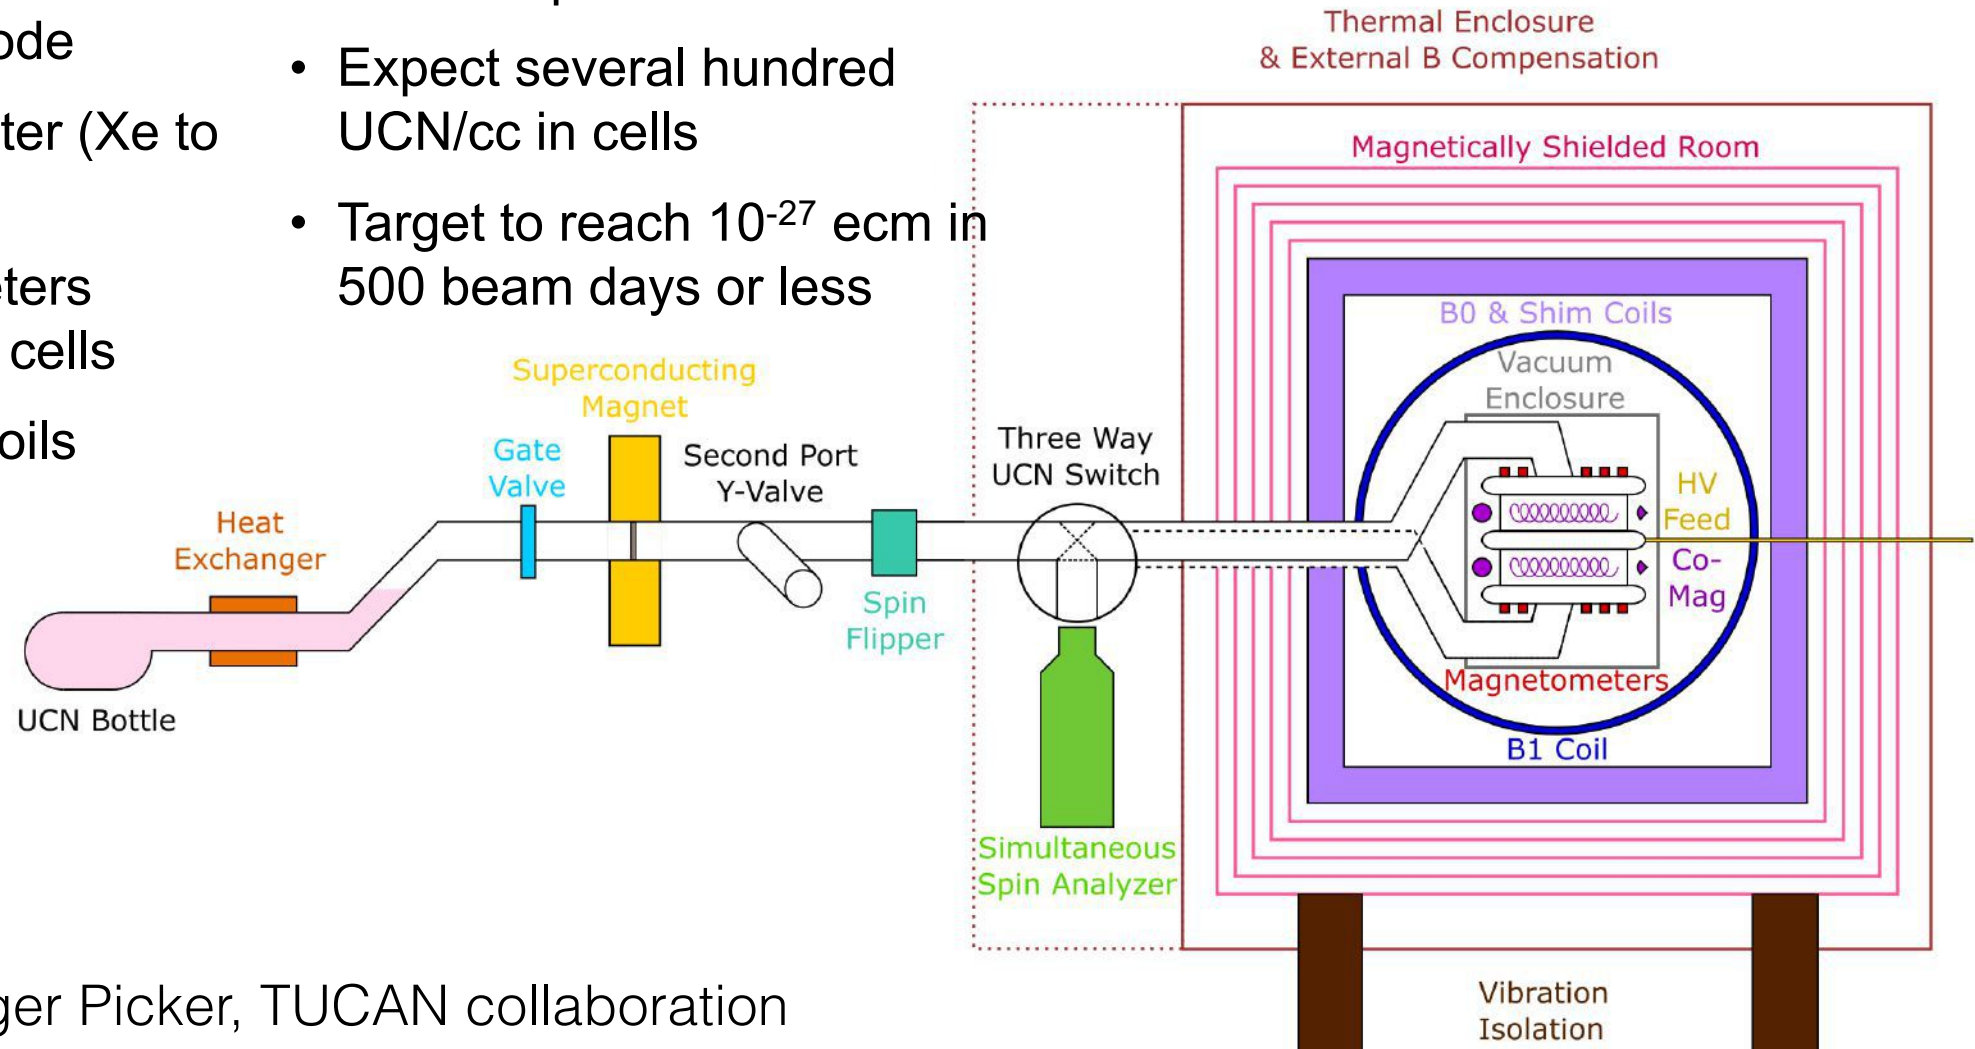 ode
ter (Xe to
eters
cells
oils
• Expect several hundred
UCN/cc in cells
• Target to reach 10⁻²⁷ ecm in
500 beam days or less
Thermal Enclosure
& External B Compensation
Magnetically Shielded Room
B0 & Shim Coils
Vacuum
Enclosure
HV
Feed
Co-
Mag
Magnetometers
B1 Coil
Superconducting
Magnet
Gate
Valve
Second Port
Y-Valve
Three Way
UCN Switch
Heat
Exchanger
Spin
Flipper
UCN Bottle
Simultaneous
Spin Analyzer
Vibration
Isolation
ger Picker, TUCAN collaboration